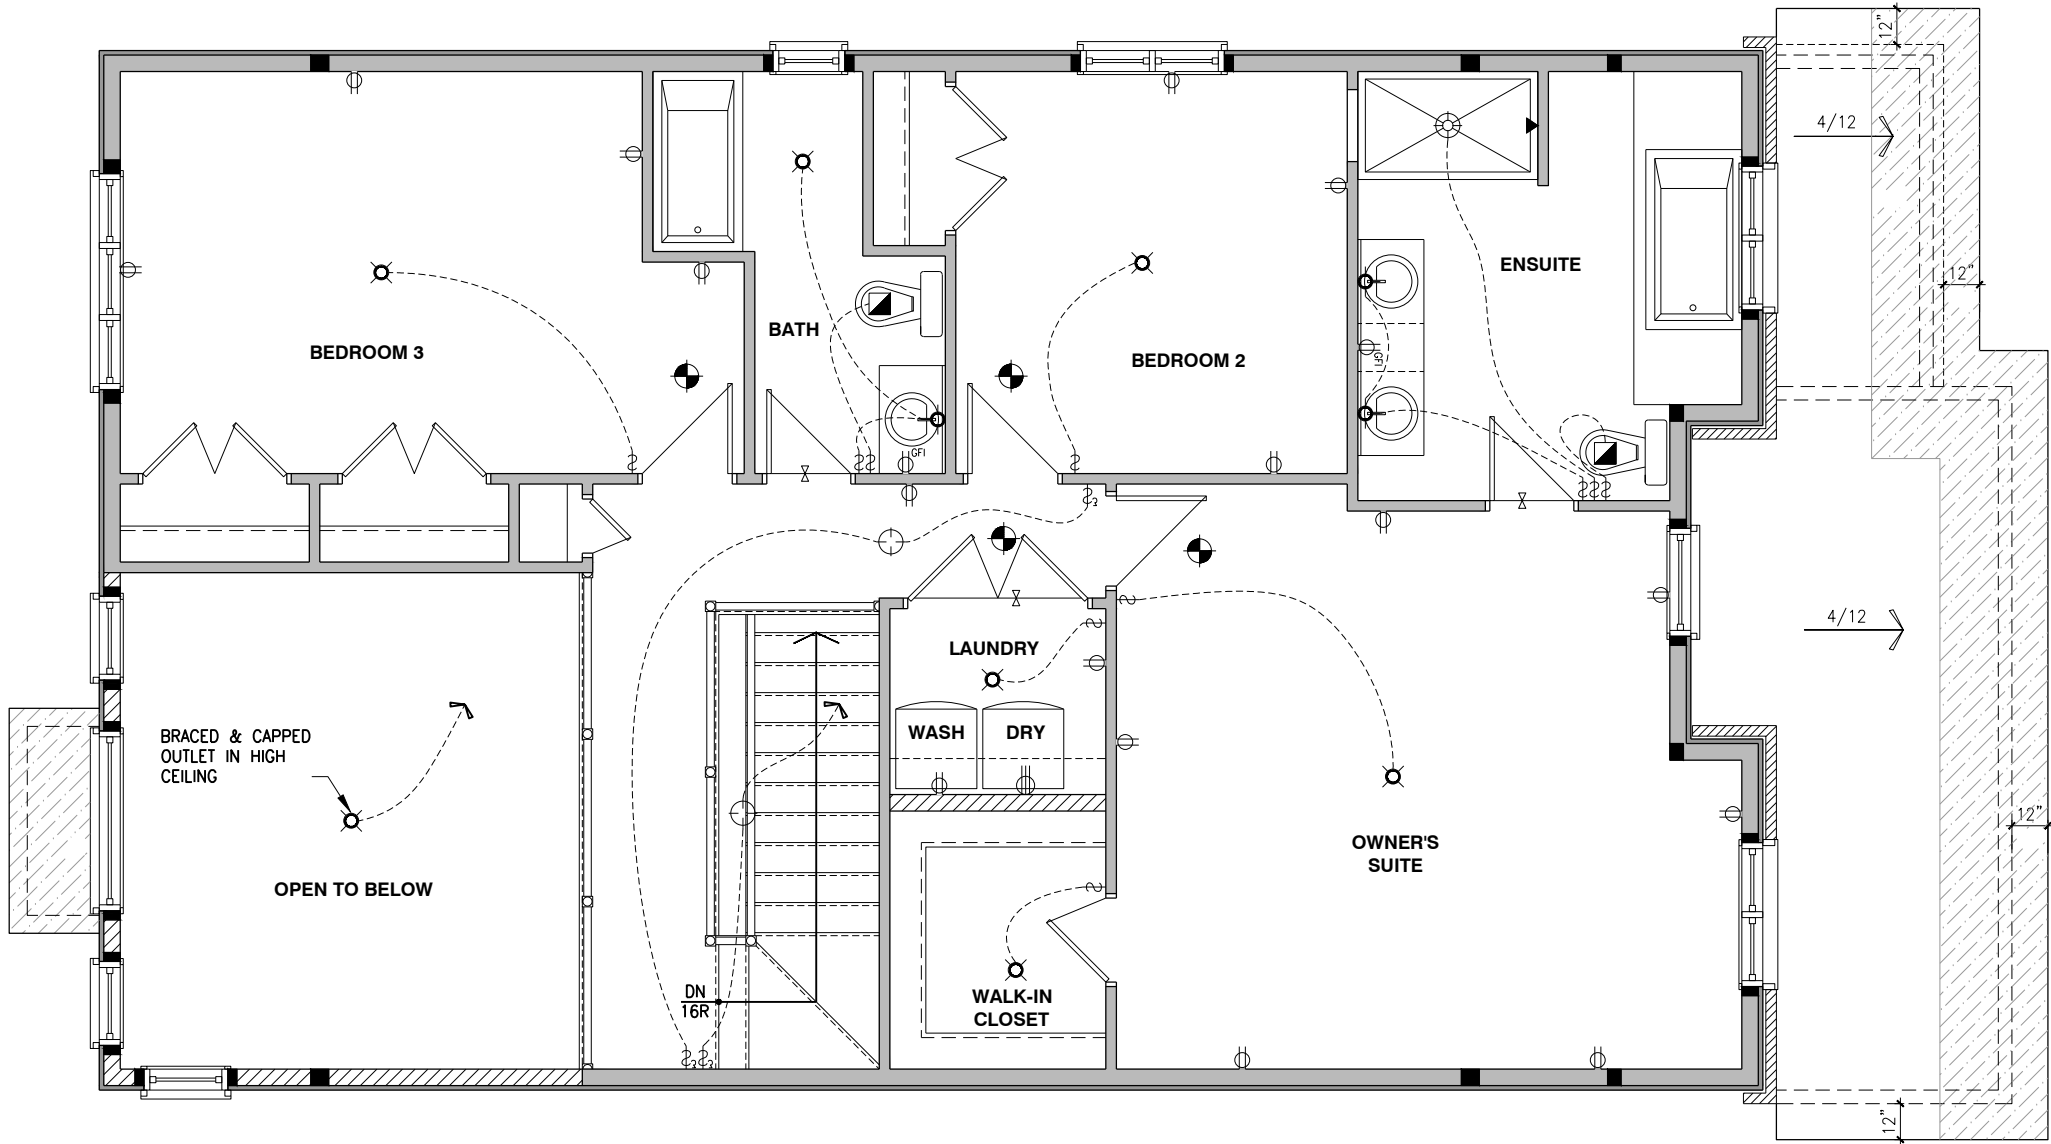 12"
4/12
ENSUITE
12"
BATH
BEDROOM 3
BEDROOM 2
GFI
GFI
4/12
LAUNDRY
WASH
DRY
BRACED & CAPPED
OUTLET IN HIGH
CEILING
12"
OWNER'S
SUITE
OPEN TO BELOW
DN
16R
WALK-IN
CLOSET
12"